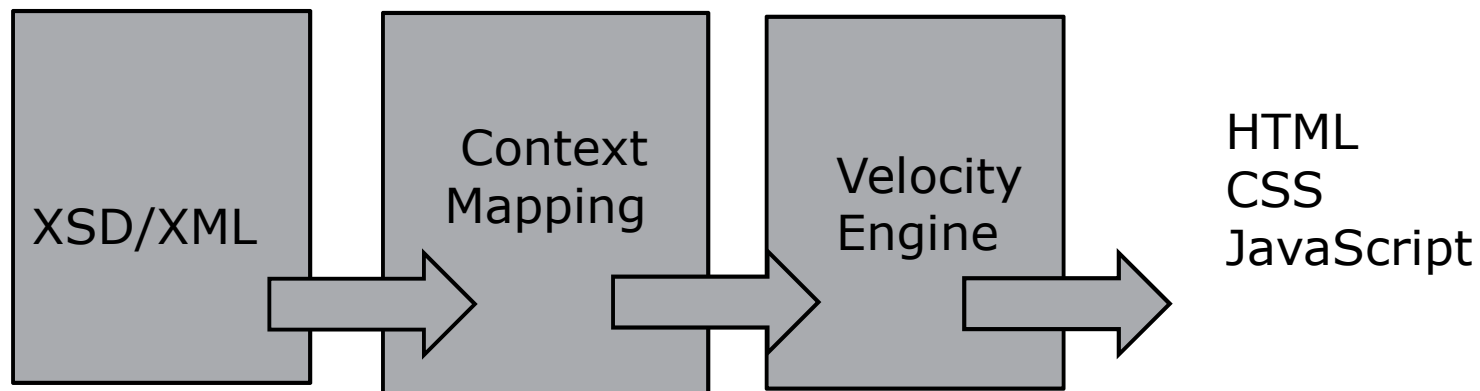 XSD/XML
Context
Mapping
Velocity
Engine
HTML
CSS
JavaScript